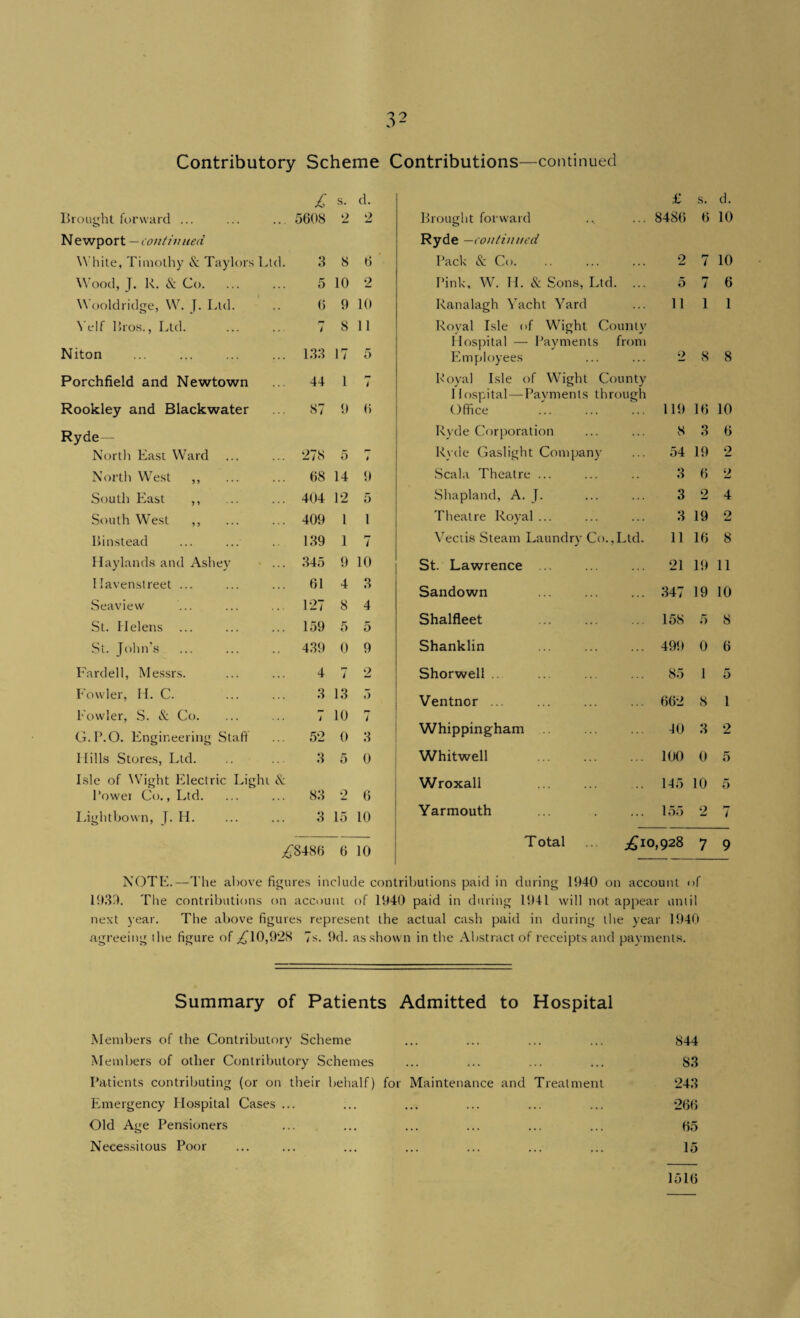 32
Contributory Scheme Contributions—continued
£ s. d.
Brought forward ... ... ... 5608 2 2
Newport—continued
White, Timothy & Taylors Ltd. 3 8 6
Wood, J. R. & Co. ... ... 5 10 2
Wooldridge, W. J. Ltd. .. 6 9 10
Yelf Bros., Ltd. ... ... 7 8 11
Niton ... ... ... ... 133 17 5
Porchfield and Newtown ... 44 1 7
Rookley and Blackwater ... 87 9 6
Ryde—
North East Ward ... ... 278 5 7
North West ,, ... ... 68 14 9
South East ,, ... ... 404 12 5
South West ,, ... ... 409 1 1
Binstead ... ... .. 139 1 7
Haylands and Ashey ... 345 9 10
Havenstreet ... ... ... 61 4 3
Seaview ... ... ... 127 8 4
St. Helens ... ... ... 159 5 5
St. John's ... ... .. 439 0 9
Fardell, Messrs. ... ... 4 7 2
Fowler, H. C. ... ... 3 13 5
Fowler, S. & Co. ... ... 7 10 7
G.P.O. Engineering Staff ... 52 0 3
Hills Stores, Ltd. .. ... 3 5 0
Isle of Wight Electric Light &
Power Co., Ltd. ... ... 83 2 6
Lightbown, J. H. ... ... 3 15 10
£8486 6 10
£ s. d.
Brought forward .. ... 8486 6 10
Ryde—continued
Pack & Co. .. ... ... 2 7 10
Pink, W. H. & Sons, Ltd. ... 5 7 6
Ranalagh Yacht Yard ... 11 1 1
Royal Isle of Wight County
Hospital — Payments from
Employees ... ... 2 8 8
Royal Isle of Wight County
Hospital—Payments through
Office ... ... ... 119 16 10
Ryde Corporation ... ... 8 3 6
Ryde Gaslight Company ... 54 19 2
Scala Theatre ... ... .. 3 6 2
Shapland, A. J. ... ... 3 2 4
Theatre Royal ... ... ... 3 19 2
Vectis Steam Laundry Co., Ltd. 11 16 8
St. Lawrence ... ... ... 21 19 11
Sandown ... ... ... 347 19 10
Shalfleet ... ... ... 158 5 8
Shanklin ... ... ... 499 0 6
Shorwell .. ... ... ... 85 1 5
Ventnor ... ... ... ... 662 8 1
Whippingham .. ... ... 40 3 2
Whitwell ... ... ... 100 0 5
Wroxall ... ... .. 145 10 5
Yarmouth ... . ... 155 2 7
Total ... £10,928 7 9
NOTE.—The above figures include contributions paid in during 1940 on account of
1939. The contributions on account of 1940 paid in during 1941 will not appear until
next year. The above figures represent the actual cash paid in during the year 1940
agreeing the figure of £10,928 7s. 9d. as shown in the Abstract of receipts and payments.
Summary of Patients Admitted to Hospital
Members of the Contributory Scheme ... ... ... ... 844
Members of other Contributory Schemes ... ... ... ... 83
Patients contributing (or on their behalf) for Maintenance and Treatment 243
Emergency Hospital Cases ... ... ... ... ... ... 266
Old Age Pensioners ... ... ... ... ... ... 65
Necessitous Poor ... ... ... ... ... ... ... 15
1516